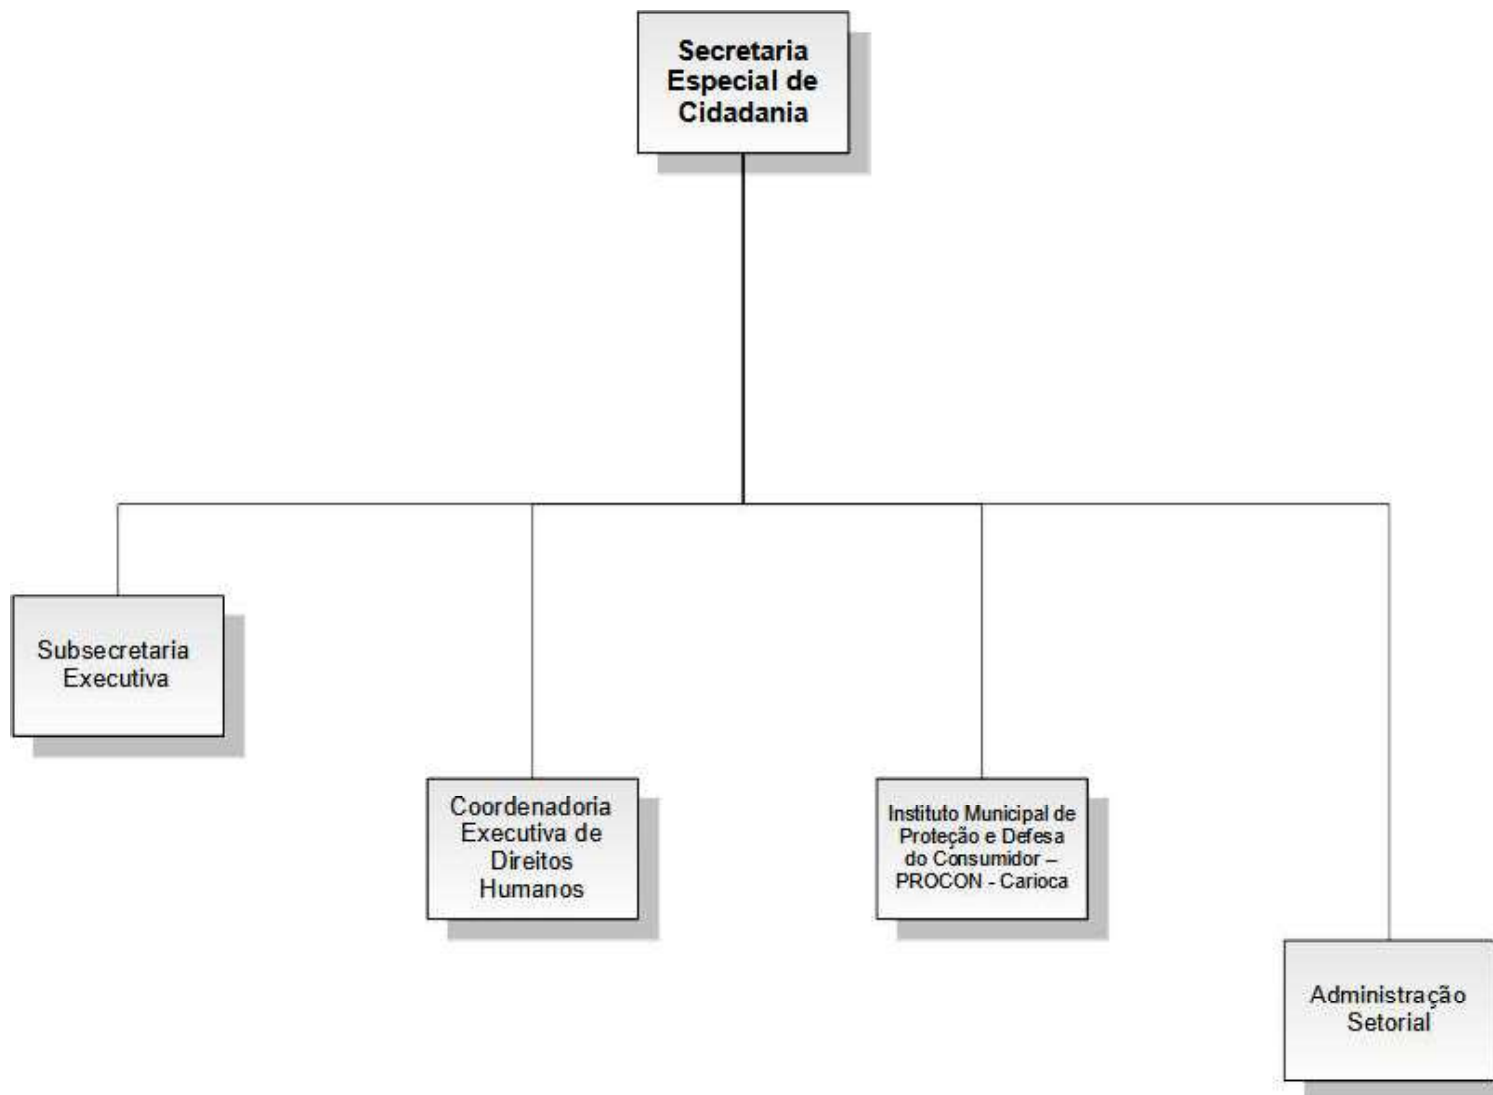 Secretaria
Especial de
Cidadania
Subsecretaria
Executiva
Coordenadoria
Executiva de
Direitos
Humanos
Instituto Municipal de
Proteção e Defesa
do Consumidor –
PROCON - Carioca
Administração
Setorial